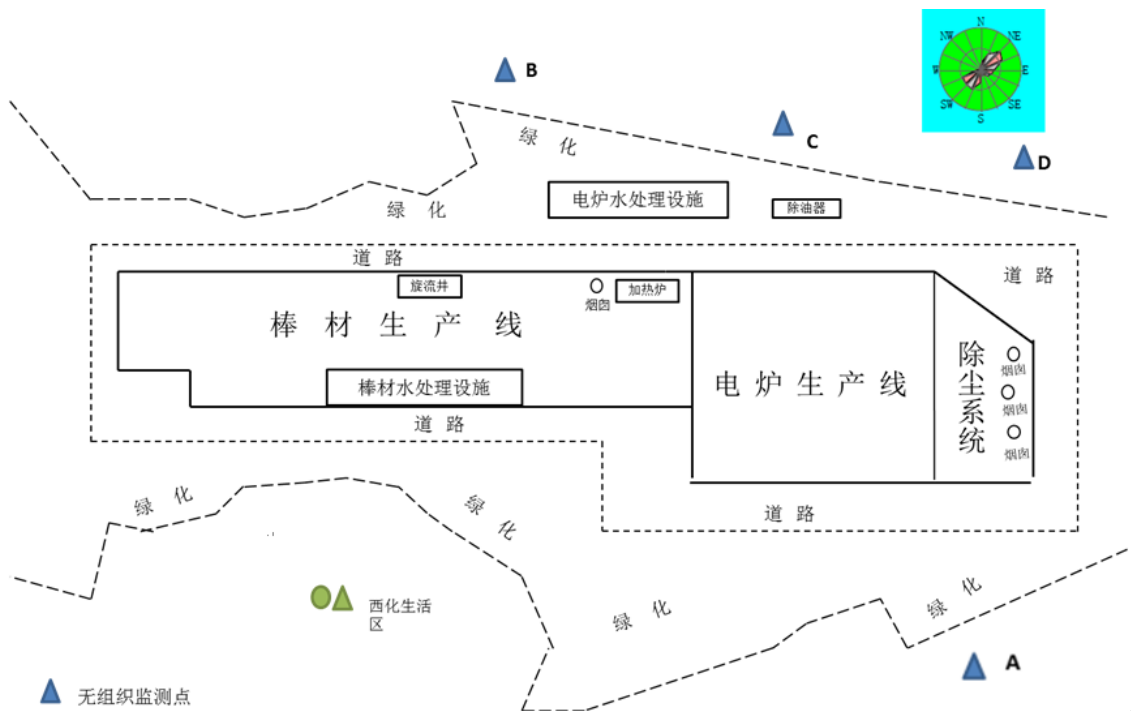 N
NW
NE
W
E
SW
SE
S
B
C
D
绿 化
绿 化
电炉水处理设施
除油器
道 路
道 路
旋流井
烟囱
加热炉
棒 材 生 产 线
棒材水处理设施
电 炉 生 产 线
除尘系统
烟囱
烟囱
烟囱
道 路
道 路
绿 化
绿 化
绿 化
绿 化
西化生活
区
A
无组织监测点